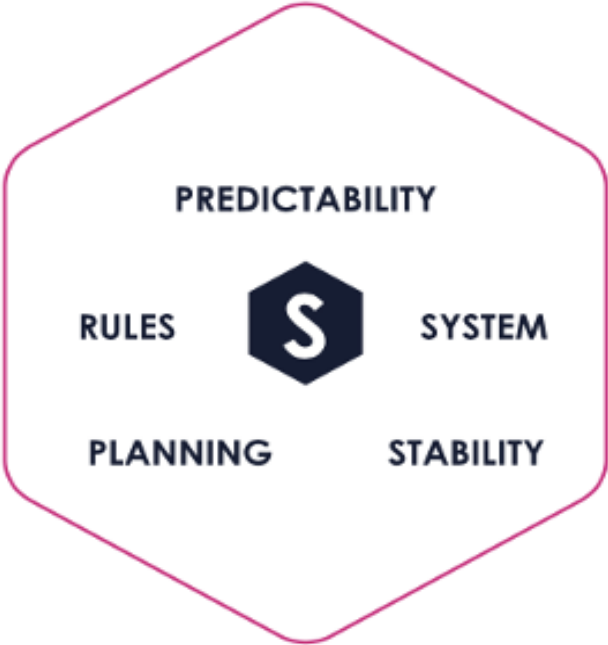 PREDICTABILITY
RULES
S
SYSTEM
PLANNING
STABILITY